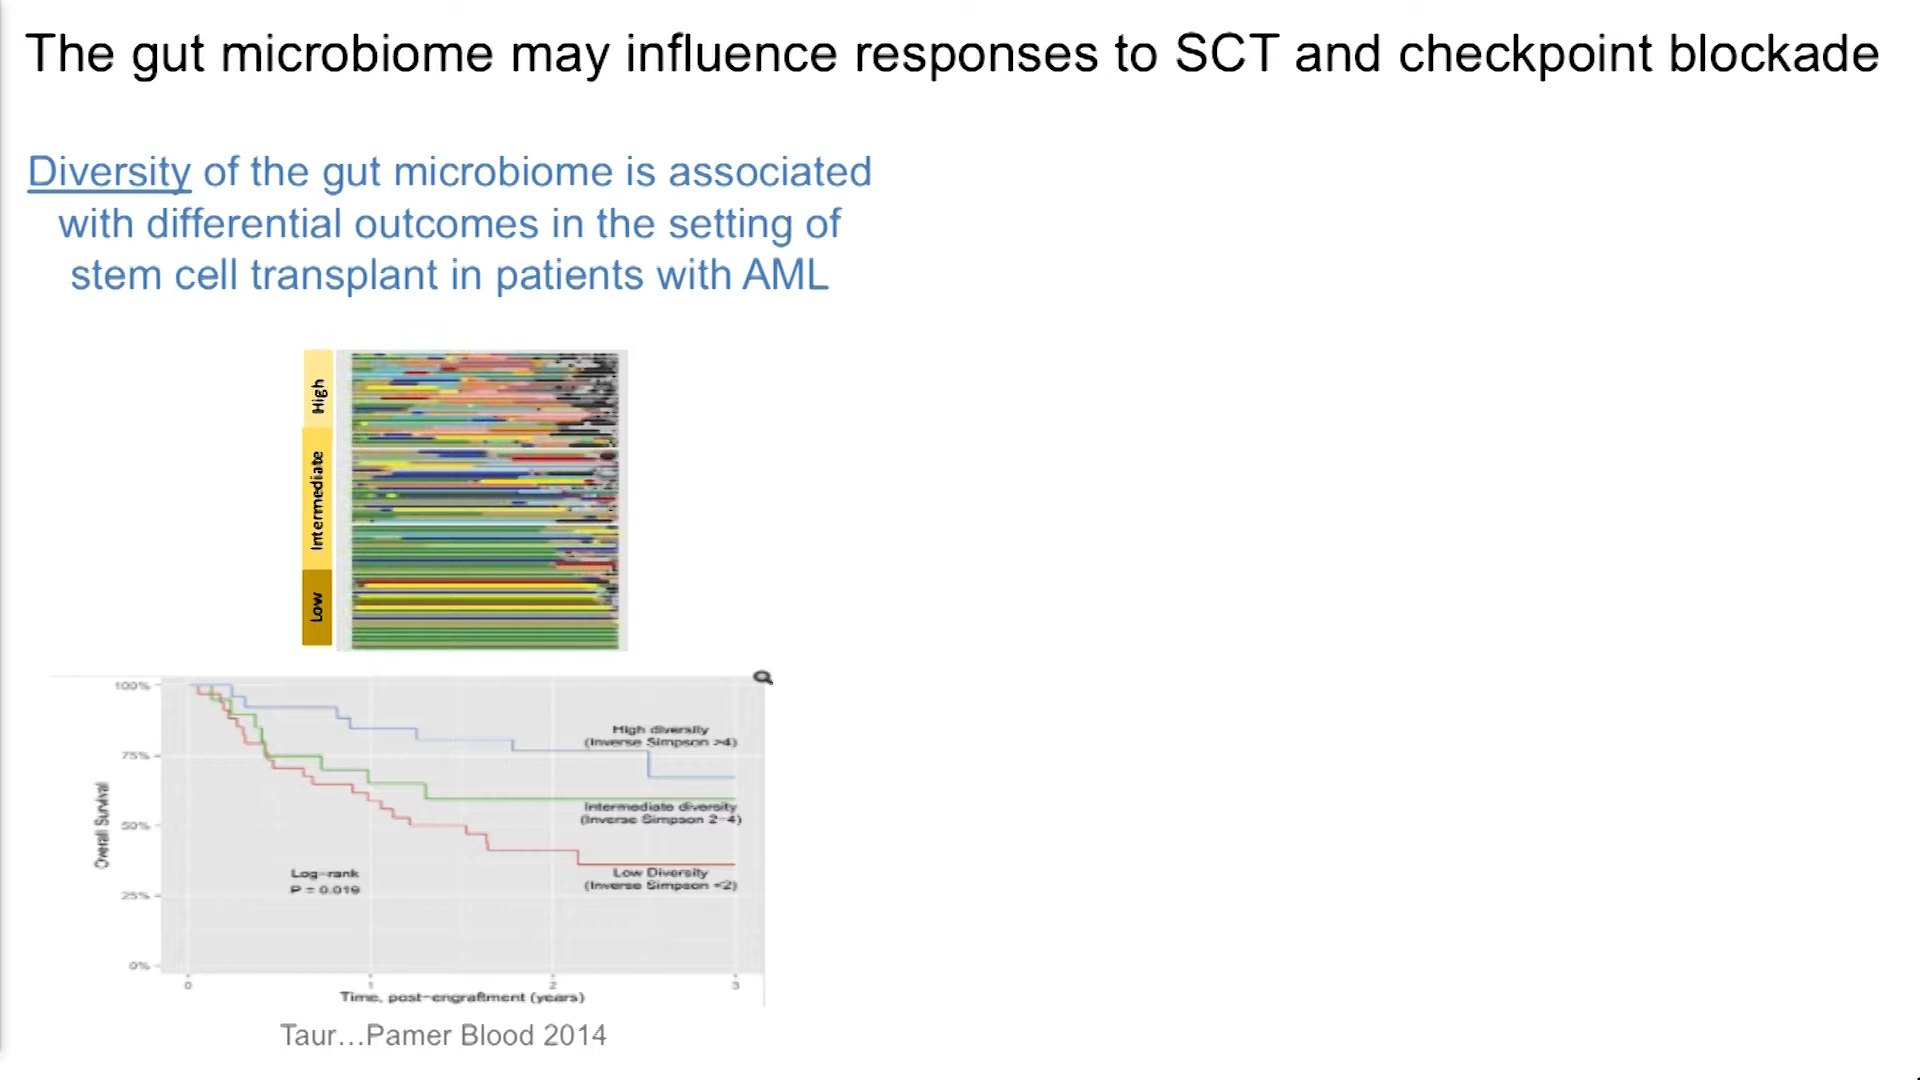 The gut microbiome may influence responses to SCT and checkpoint blockade
Diversity of the gut microbiome is associated
with differential outcomes in the setting of
stem cell transplant in patients with AML
High
Intermediate
Low
100%
75%
50%
25%
0%
Overall Survival
High diversity
(Inverse Simpson >4)
Intermediate diversity
(Inverse Simpson 2-4)
Low Diversity
(Inverse Simpson <2)
Log-rank
P = 0.019
0 1 2 3
Time, post-engraftment (years)
Taur...Pamer Blood 2014